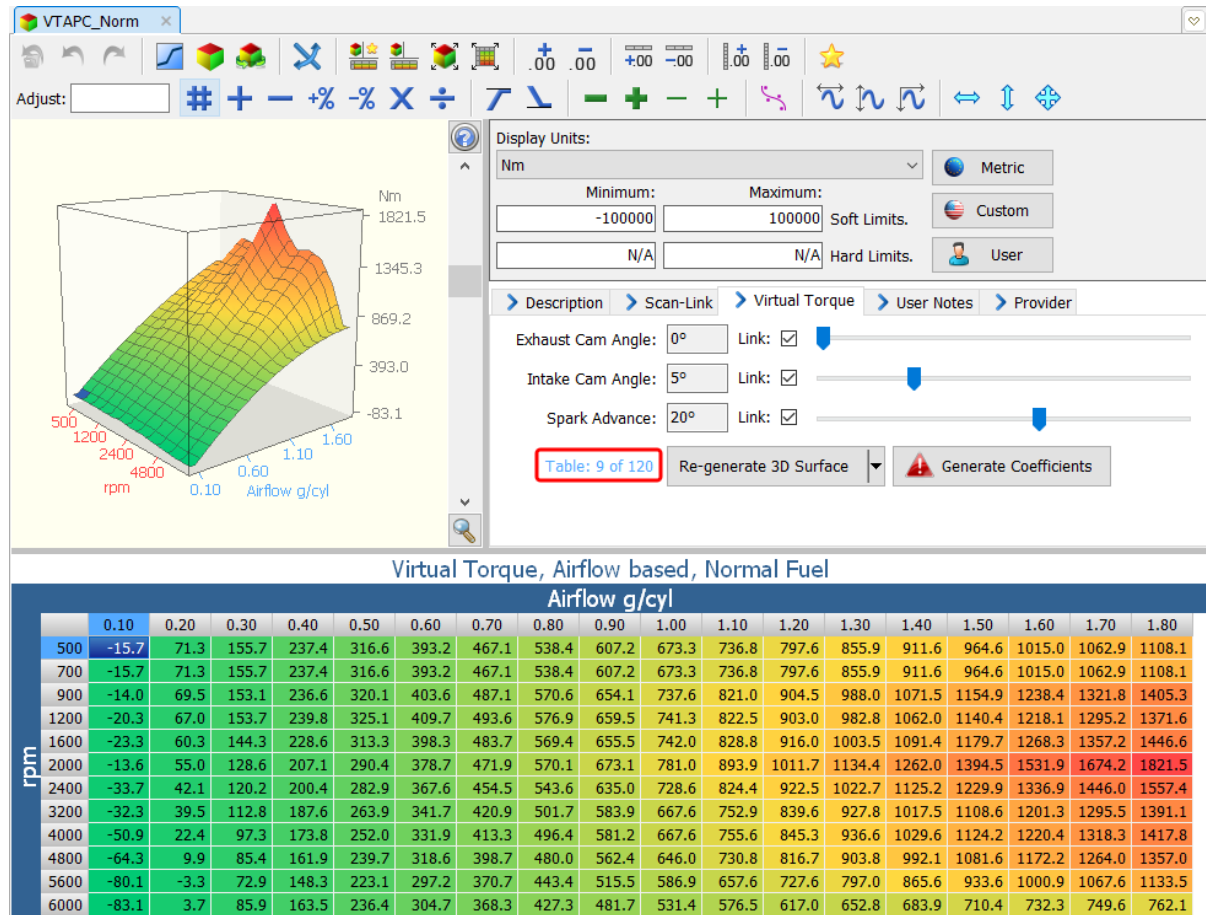 VTAPC_Norm
.00 .00 +.00 -.00 .00 .00
Adjust: +% -%
Display Units:
Nm
Metric
Minimum: Maximum:
-100000 100000 Soft Limits. Custom
N/A N/A Hard Limits. User
Description Scan-Link Virtual Torque User Notes Provider
Exhaust Cam Angle: 0° Link:
Intake Cam Angle: 5° Link:
Spark Advance: 20° Link:
Table: 9 of 120 Re-generate 3D Surface Generate Coefficients
Nm
1821.5
1345.3
869.2
393.0
-83.1
500
1200
2400
4800
rpm
0.10
0.60
1.10
1.60
Airflow g/cyl
Virtual Torque, Airflow based, Normal Fuel
Airflow g/cyl
0.10 0.20 0.30 0.40 0.50 0.60 0.70 0.80 0.90 1.00 1.10 1.20 1.30 1.40 1.50 1.60 1.70 1.80
rpm
500 -15.7 71.3 155.7 237.4 316.6 393.2 467.1 538.4 607.2 673.3 736.8 797.6 855.9 911.6 964.6 1015.0 1062.9 1108.1
700 -15.7 71.3 155.7 237.4 316.6 393.2 467.1 538.4 607.2 673.3 736.8 797.6 855.9 911.6 964.6 1015.0 1062.9 1108.1
900 -14.0 69.5 153.1 236.6 320.1 403.6 487.1 570.6 654.1 737.6 821.0 904.5 988.0 1071.5 1154.9 1238.4 1321.8 1405.3
1200 -20.3 67.0 153.7 239.8 325.1 409.7 493.6 576.9 659.5 741.3 822.5 903.0 982.8 1062.0 1140.4 1218.1 1295.2 1371.6
1600 -23.3 60.3 144.3 228.6 313.3 398.3 483.7 569.4 655.5 742.0 828.8 916.0 1003.5 1091.4 1179.7 1268.3 1357.2 1446.6
2000 -13.6 55.0 128.6 207.1 290.4 378.7 471.9 570.1 673.1 781.0 893.9 1011.7 1134.4 1262.0 1394.5 1531.9 1674.2 1821.5
2400 -33.7 42.1 120.2 200.4 282.9 367.6 454.5 543.6 635.0 728.6 824.4 922.5 1022.7 1125.2 1229.9 1336.9 1446.0 1557.4
3200 -32.3 39.5 112.8 187.6 263.9 341.7 420.9 501.7 583.9 667.6 752.9 839.6 927.8 1017.5 1108.6 1201.3 1295.5 1391.1
4000 -50.9 22.4 97.3 173.8 252.0 331.9 413.3 496.4 581.2 667.6 755.6 845.3 936.6 1029.6 1124.2 1220.4 1318.3 1417.8
4800 -64.3 9.9 85.4 161.9 239.7 318.6 398.7 480.0 562.4 646.0 730.8 816.7 903.8 992.1 1081.6 1172.2 1264.0 1357.0
5600 -80.1 -3.3 72.9 148.3 223.1 297.2 370.7 443.4 515.5 586.9 657.6 727.6 797.0 865.6 933.6 1000.9 1067.6 1133.5
6000 -83.1 3.7 85.9 163.5 236.4 304.7 368.3 427.3 481.7 531.4 576.5 617.0 652.8 683.9 710.4 732.3 749.6 762.1